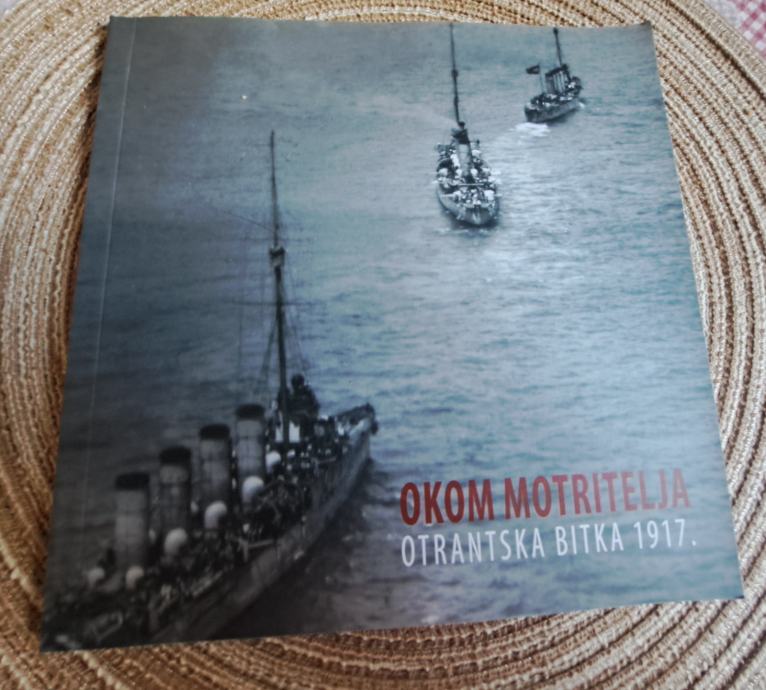 OKOM MOTRITELJA
OTRANTSKA BITKA 1917.